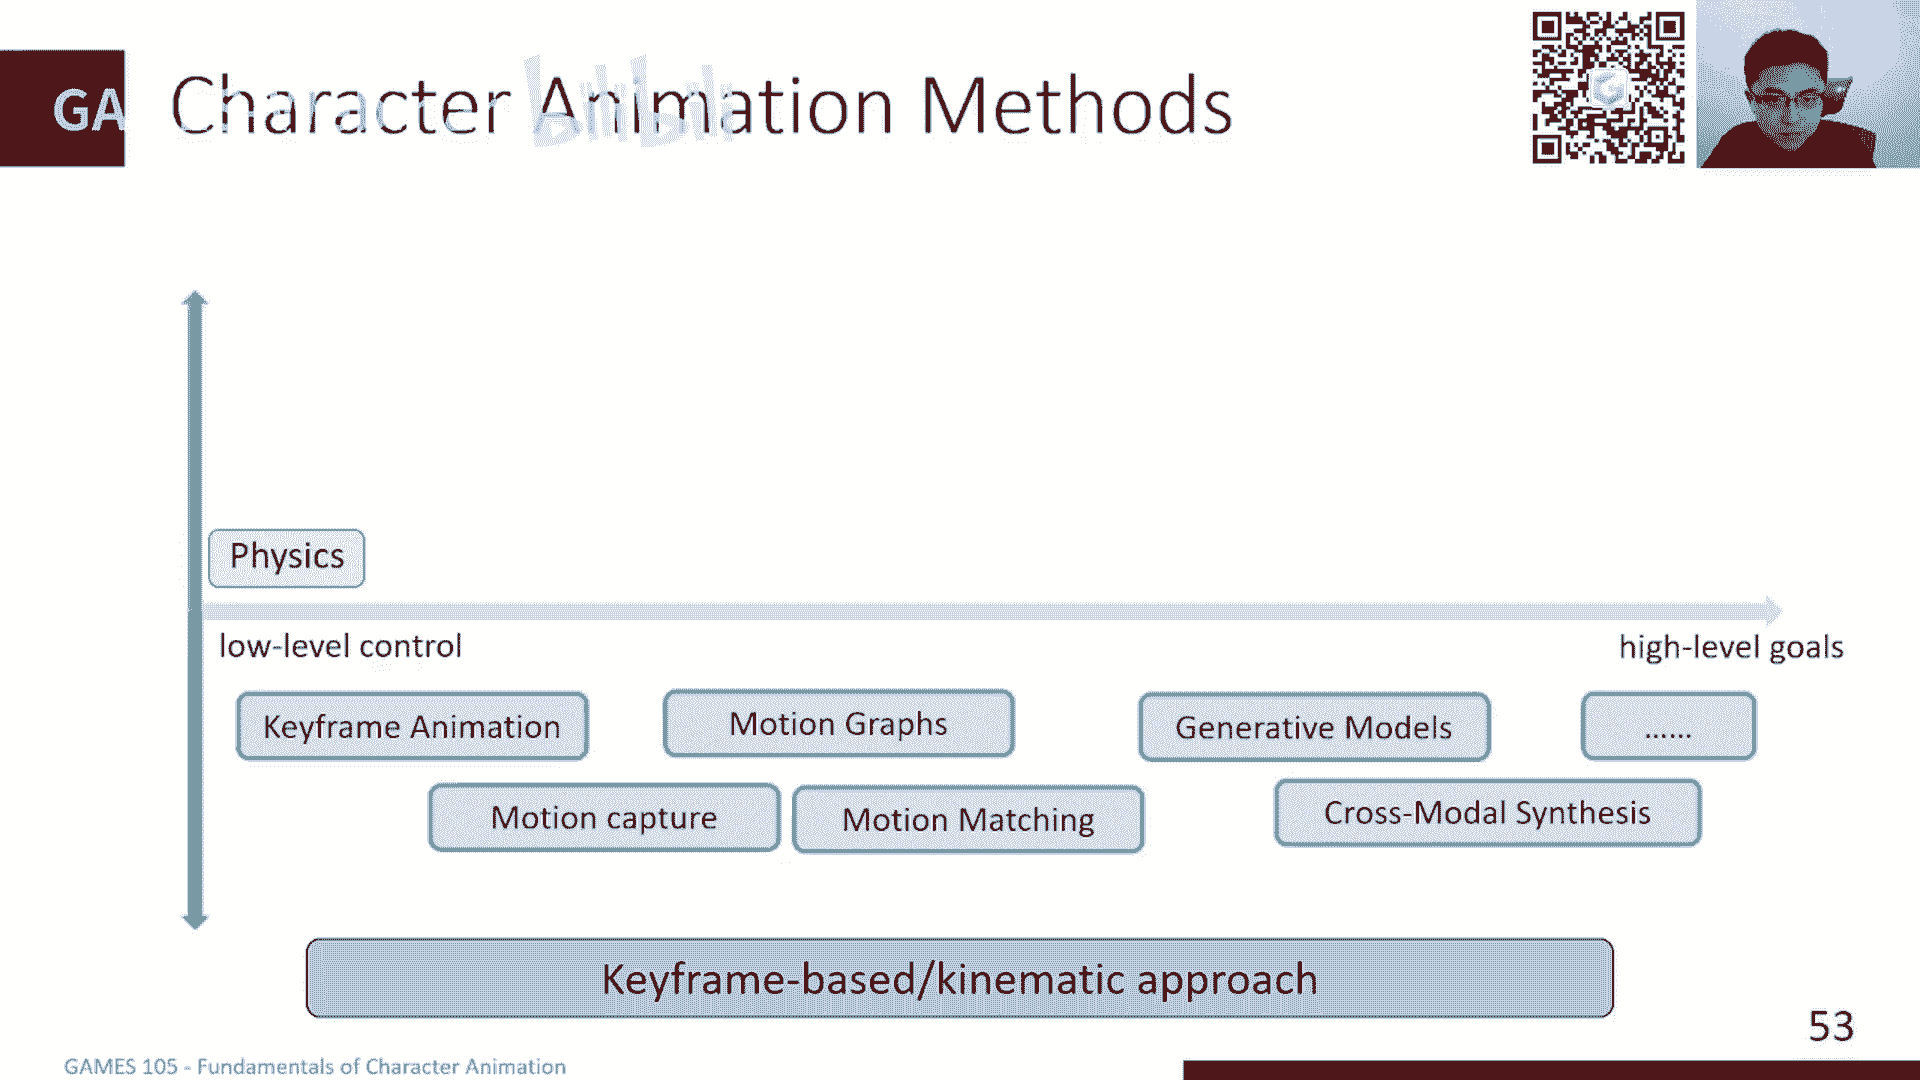 GA
Character Animation Methods
bilibili
Physics
low-level control
high-level goals
Keyframe Animation
Motion Graphs
Generative Models
......
Motion capture
Motion Matching
Cross-Modal Synthesis
Keyframe-based/kinematic approach
53
GAMES 105 - Fundamentals of Character Animation